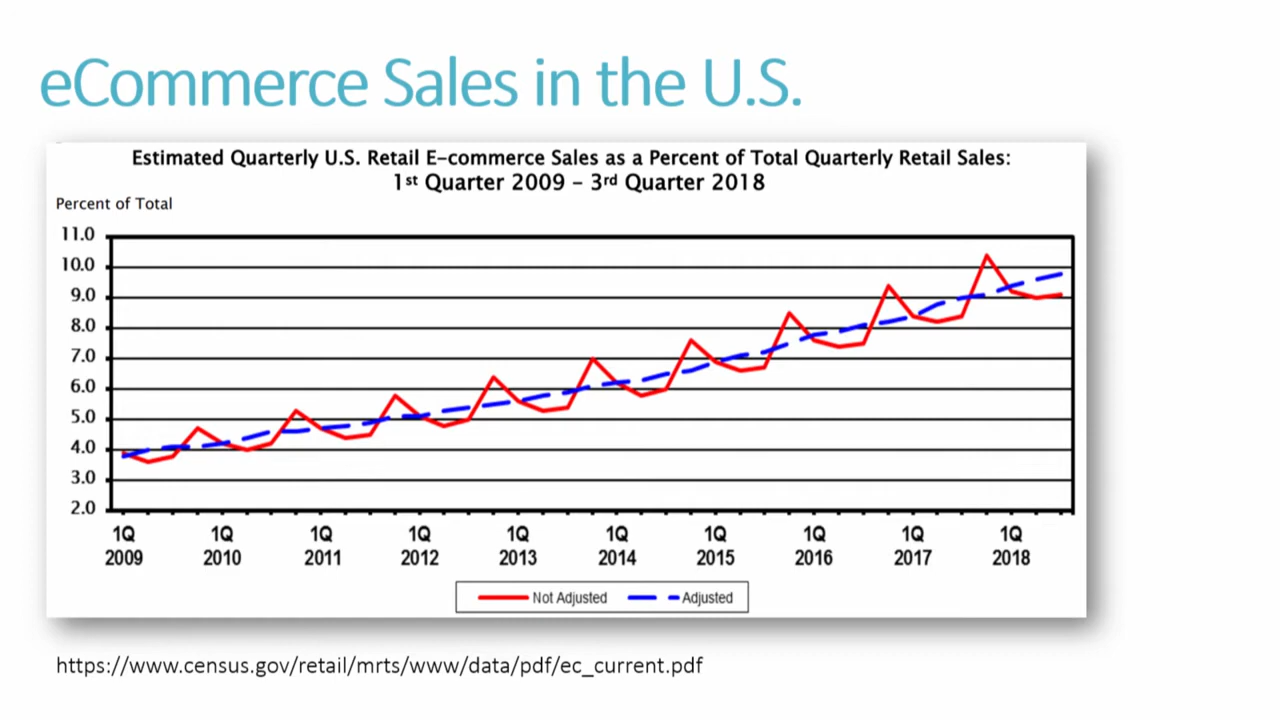 eCommerce Sales in the U.S.
Estimated Quarterly U.S. Retail E-commerce Sales as a Percent of Total Quarterly Retail Sales:
1st Quarter 2009 – 3rd Quarter 2018
Percent of Total
11.0
10.0
9.0
8.0
7.0
6.0
5.0
4.0
3.0
2.0
1Q 1Q 1Q 1Q 1Q 1Q 1Q 1Q 1Q 1Q
2009 2010 2011 2012 2013 2014 2015 2016 2017 2018
Not Adjusted Adjusted
https://www.census.gov/retail/mrts/www/data/pdf/ec_current.pdf